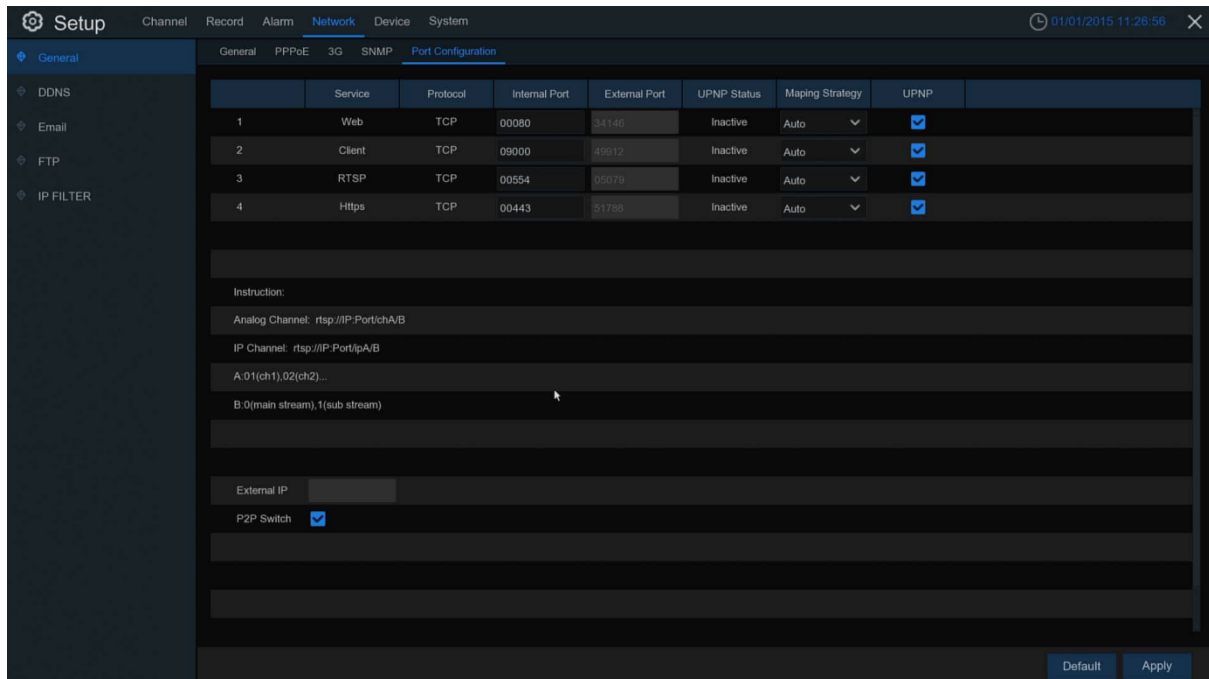 Setup Channel Record Alarm Network Device System 01/01/2015 11:26:56
General General PPPoE 3G SNMP Port Configuration
DDNS
Email
FTP
IP FILTER
Service Protocol Internal Port External Port UPNP Status Maping Strategy UPNP
1 Web TCP 00080 34146 Inactive Auto
2 Client TCP 09000 49912 Inactive Auto
3 RTSP TCP 00554 05079 Inactive Auto
4 Https TCP 00443 51788 Inactive Auto
Instruction:
Analog Channel: rtsp://IP:Port/chA/B
IP Channel: rtsp://IP:Port/ipA/B
A:01(ch1),02(ch2)...
B:0(main stream),1(sub stream)
External IP
P2P Switch
Default Apply